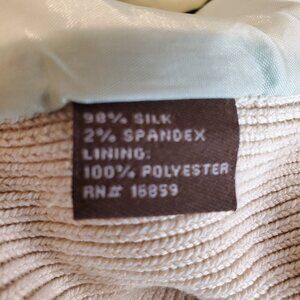 98% SILK
2% SPANDEX
LINING:
100% POLYESTER
RN# 16859